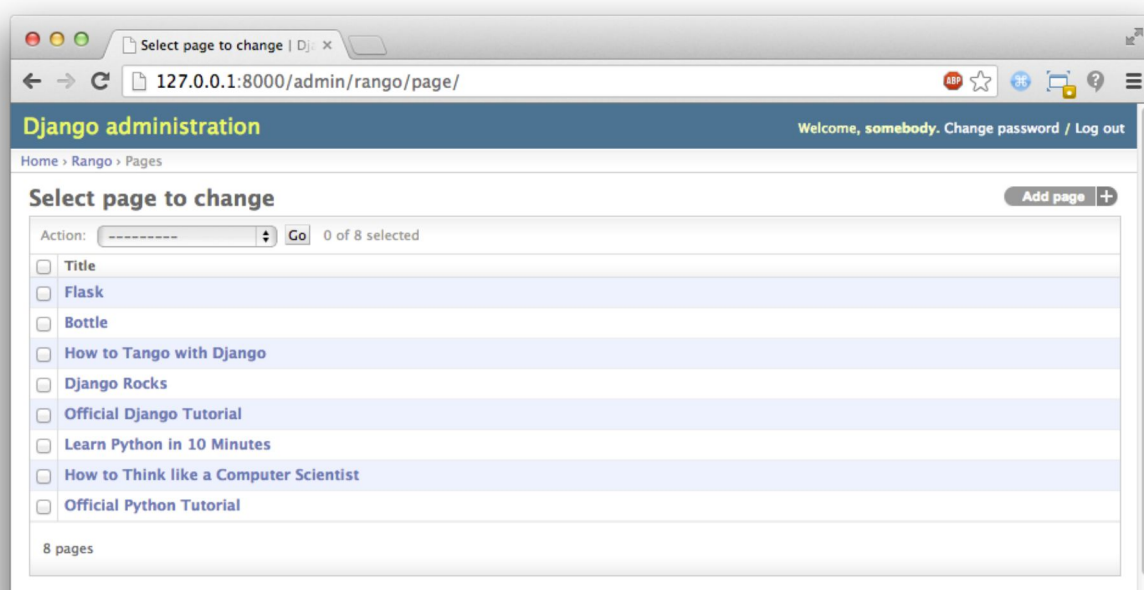 Select page to change | Dj
127.0.0.1:8000/admin/rango/page/
ABP
Django administration
Welcome, somebody. Change password / Log out
Home › Rango › Pages
Select page to change
Add page +
Action: --------- Go 0 of 8 selected
Title
Flask
Bottle
How to Tango with Django
Django Rocks
Official Django Tutorial
Learn Python in 10 Minutes
How to Think like a Computer Scientist
Official Python Tutorial
8 pages